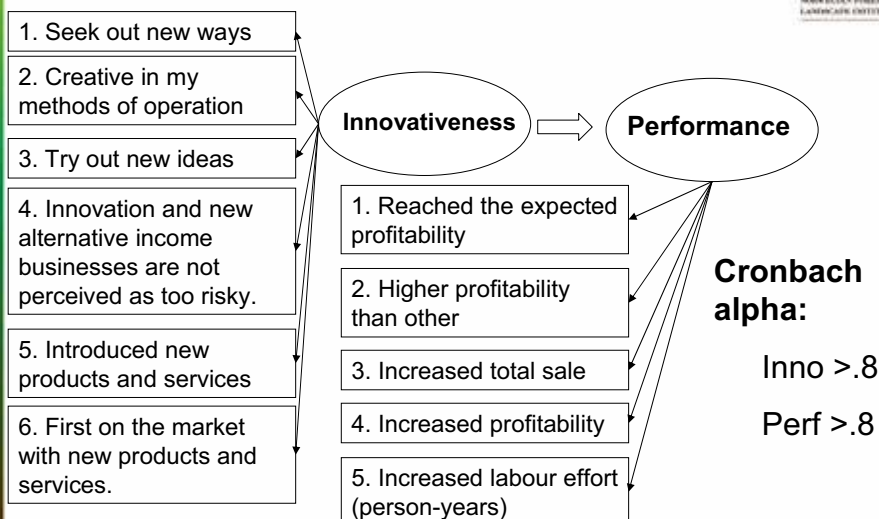 1. Seek out new ways
2. Creative in my
methods of operation
3. Try out new ideas
4. Innovation and new
alternative income
businesses are not
perceived as too risky.
5. Introduced new
products and services
6. First on the market
with new products and
services.
Innovativeness
Performance
1. Reached the expected
profitability
2. Higher profitability
than other
3. Increased total sale
4. Increased profitability
5. Increased labour effort
(person-years)
Cronbach
alpha:
Inno >.8
Perf >.8